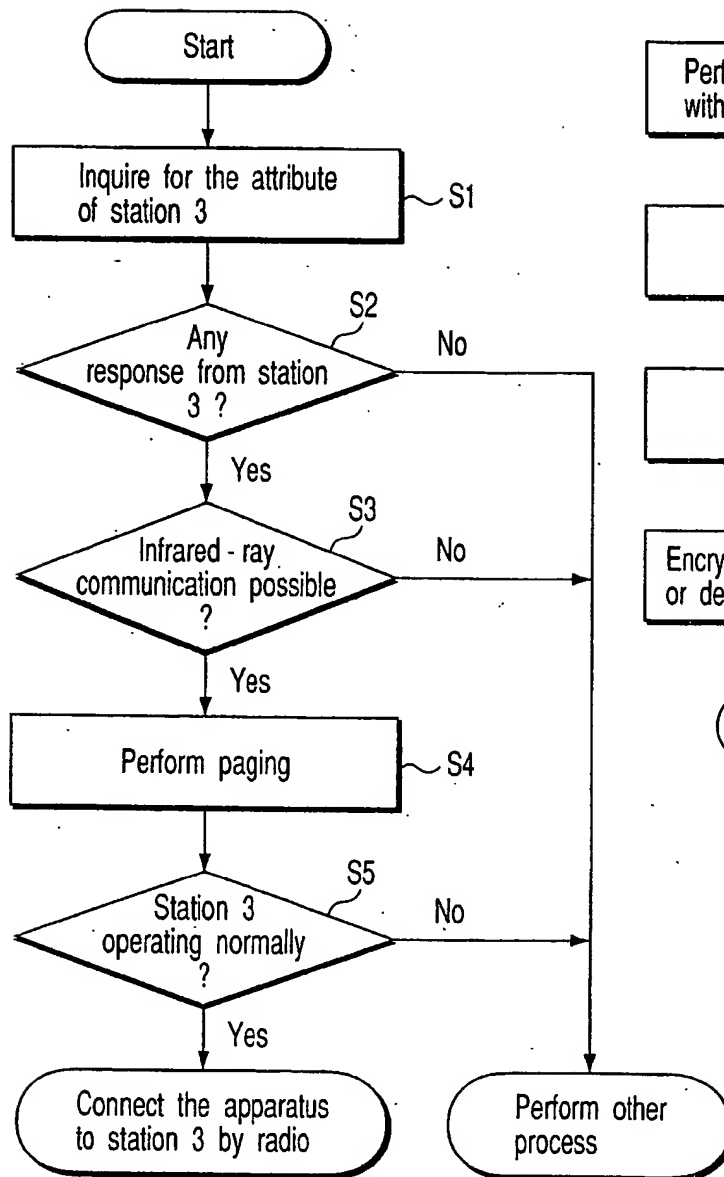 Start
Inquire for the attribute
of station 3
S1
S2
Any
response from station
3 ?
No
Yes
S3
Infrared-ray
communication possible
?
No
Yes
Perform paging
S4
S5
Station 3
operating normally
?
No
Yes
Connect the apparatus
to station 3 by radio
Perform other
process
with
or